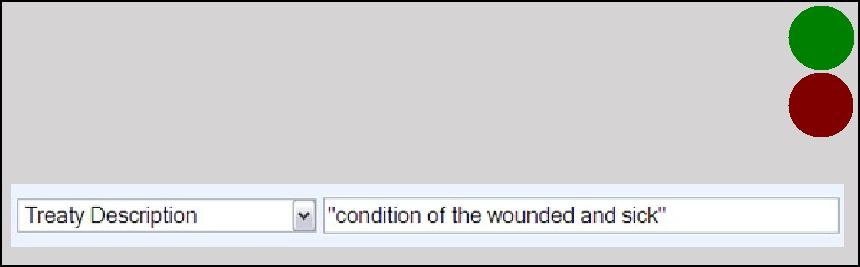 Treaty Description "condition of the wounded and sick"